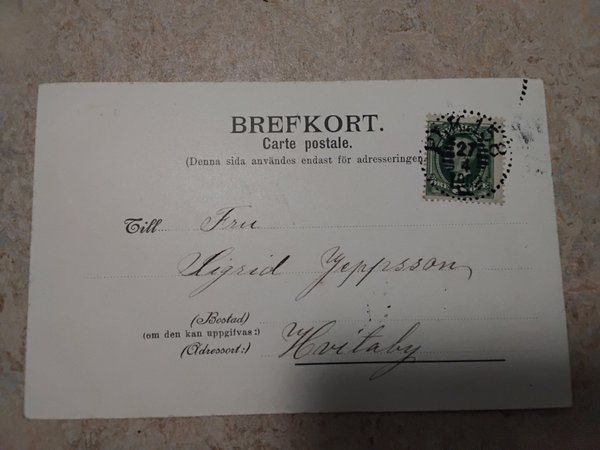 BREFKORT.
Carte postale.
(Denna sida användes endast för adresseringen
27
Till Fru
Sigrid Jeppsson
(Bostad)
(om den kan uppgifvas:)
(Adressort:) Hvitaby